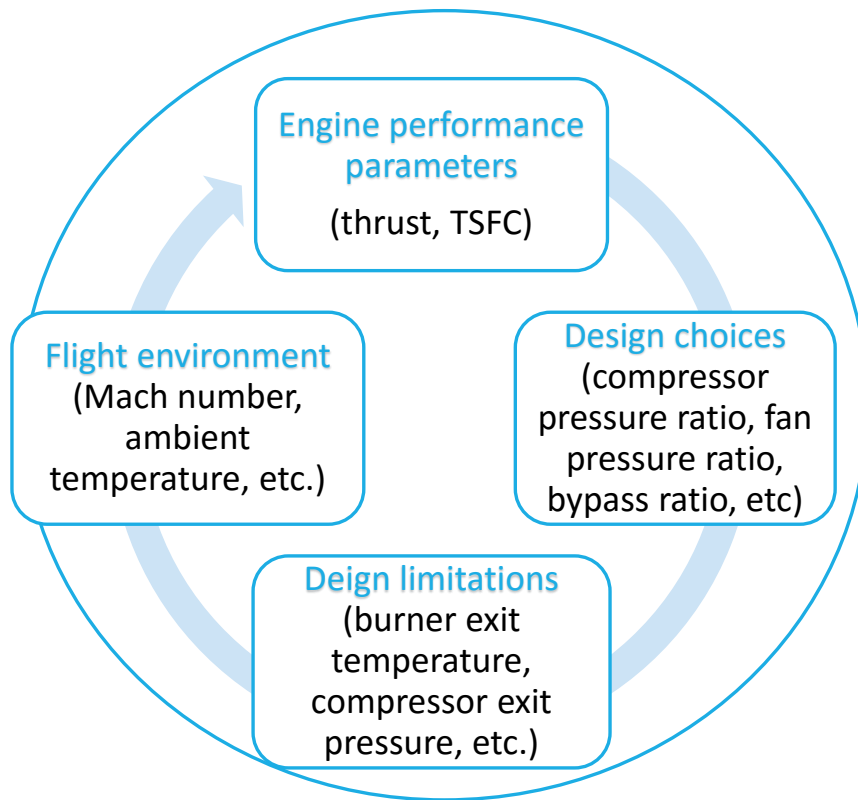 Engine performance
parameters
(thrust, TSFC)
Flight environment
(Mach number,
ambient
temperature, etc.)
Design choices
(compressor
pressure ratio, fan
pressure ratio,
bypass ratio, etc)
Deign limitations
(burner exit
temperature,
compressor exit
pressure, etc.)